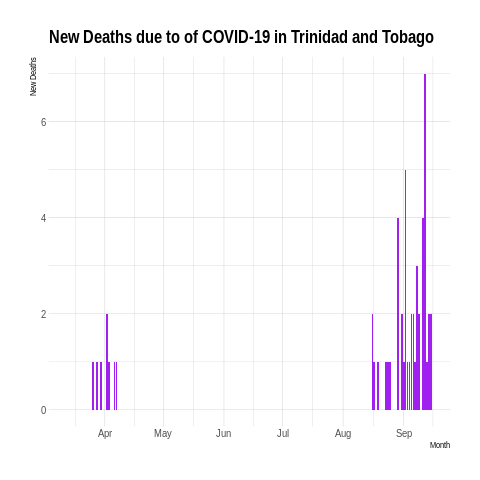 New Deaths due to of COVID-19 in Trinidad and Tobago
New Deaths
6
4
2
0
Apr May Jun Jul Aug Sep
Month